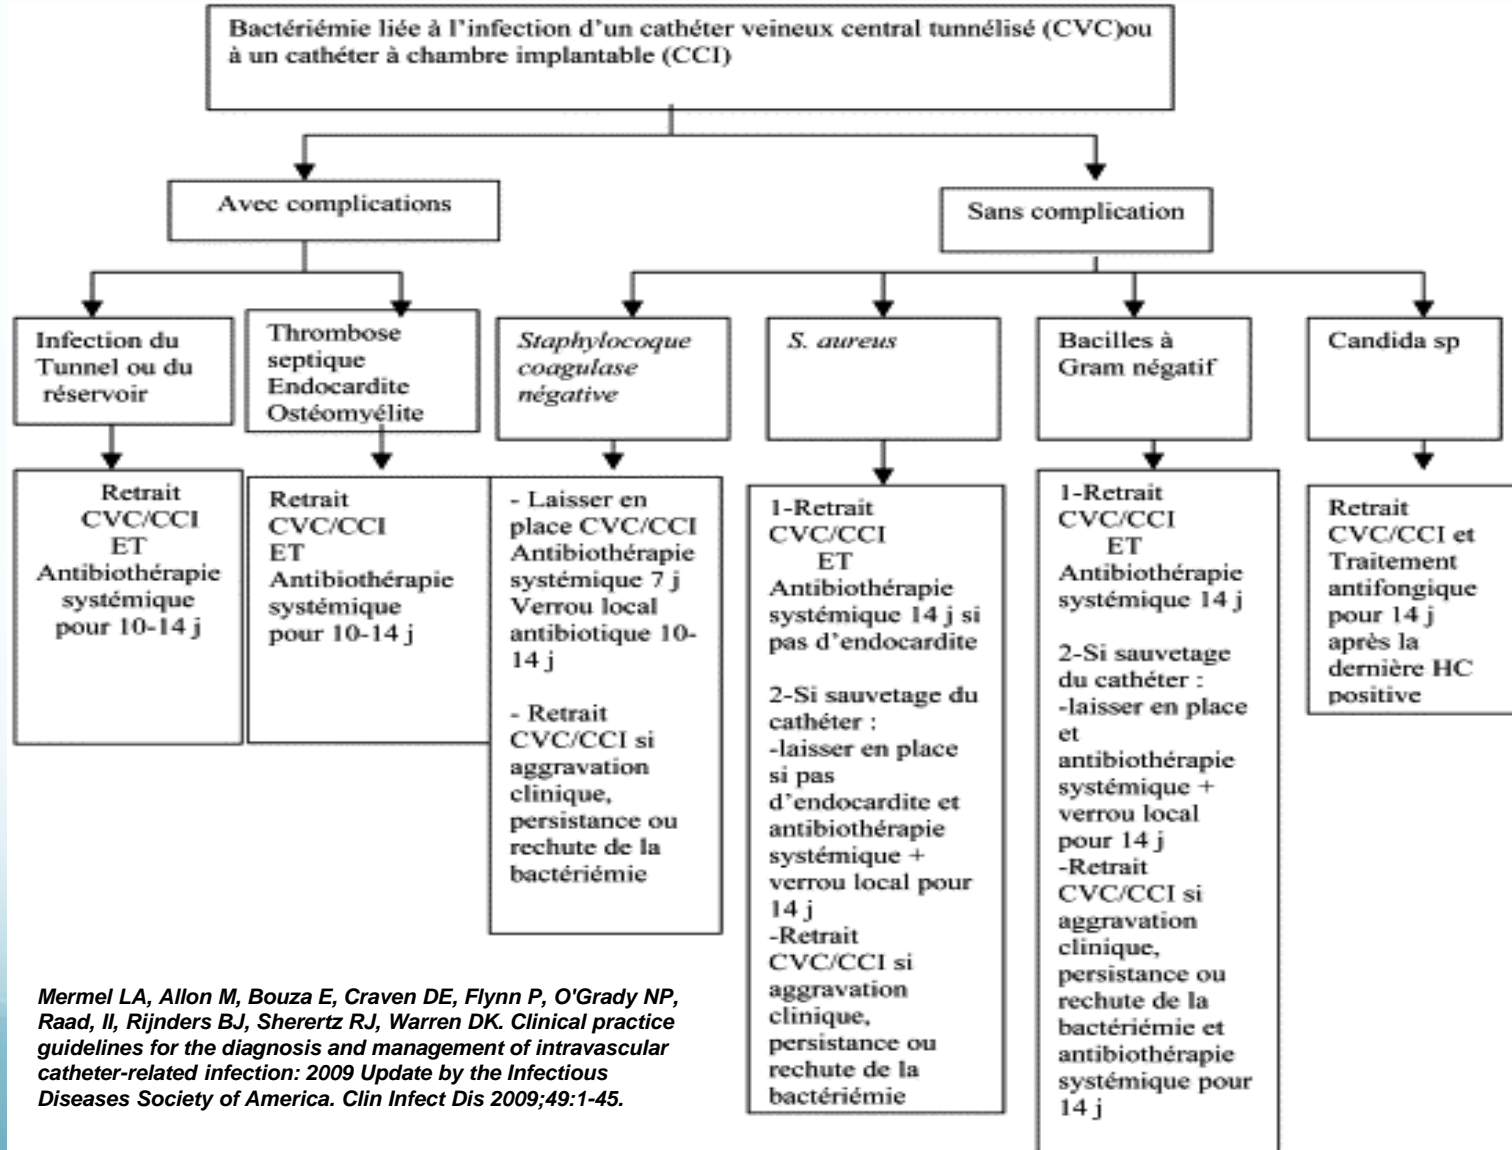 Bactériémie liée à l'infection d'un cathéter veineux central tunnélisé (CVC)ou
à un cathéter à chambre implantable (CCI)
Avec complications
Sans complication
Infection du
Tunnel ou du
réservoir
Thrombose
septique
Endocardite
Ostéomyélite
Staphylocoque
coagulase
négative
S. aureus
Bacilles à
Gram négatif
Candida sp
Retrait
CVC/CCI
ET
Antibiothérapie
systémique
pour 10-14 j
Retrait
CVC/CCI
ET
Antibiothérapie
systémique
pour 10-14 j
- Laisser en
place CVC/CCI
Antibiothérapie
systémique 7 j
Verrou local
antibiotique 10-
14 j
- Retrait
CVC/CCI si
aggravation
clinique,
persistance ou
rechute de la
bactériémie
1-Retrait
CVC/CCI
ET
Antibiothérapie
systémique 14 j si
pas d'endocardite
2-Si sauvetage du
cathéter :
-laisser en place
si pas
d'endocardite et
antibiothérapie
systémique +
verrou local pour
14 j
-Retrait
CVC/CCI si
aggravation
clinique,
persistance ou
rechute de la
bactériémie
1-Retrait
CVC/CCI
ET
Antibiothérapie
systémique 14 j
2-Si sauvetage
du cathéter :
-laisser en place
et
antibiothérapie
systémique +
verrou local
pour 14 j
-Retrait
CVC/CCI si
aggravation
clinique,
persistance ou
rechute de la
bactériémie et
antibiothérapie
systémique pour
14 j
Retrait
CVC/CCI et
Traitement
antifongique
pour 14 j
après la
dernière HC
positive
Mermel LA, Allon M, Bouza E, Craven DE, Flynn P, O'Grady NP,
Raad, II, Rijnders BJ, Sherertz RJ, Warren DK. Clinical practice
guidelines for the diagnosis and management of intravascular
catheter-related infection: 2009 Update by the Infectious
Diseases Society of America. Clin Infect Dis 2009;49:1-45.